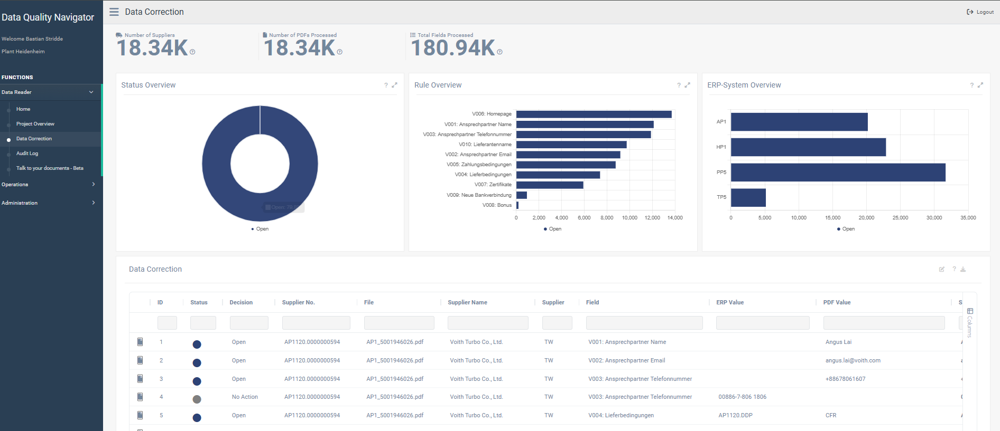 Data Quality Navigator
Welcome Bastian Stridde
Plant Heidenheim
FUNCTIONS
Data Reader
Home
Project Overview
Data Correction
Audit Log
Talk to your documents - Beta
Operations
Administration
Data Correction
Logout
Number of Suppliers
18.34K
Number of PDFs Processed
18.34K
Total Fields Processed
180.94K
Status Overview
?
Open
Rule Overview
?
V006: Homepage
V001: Ansprechpartner Name
V003: Ansprechpartner Telefonnummer
V010: Lieferantenname
V002: Ansprechpartner Email
V005: Zahlungsbedingungen
V004: Lieferbedingungen
V007: Zertifikate
V009: Neue Bankverbindung
V008: Bonus
0 2,000 4,000 6,000 8,000 10,000 12,000 14,000
Open
ERP-System Overview
?
AP1
HP1
PP5
TP5
0 5,000 10,000 15,000 20,000 25,000 30,000 35,000
Open
Data Correction
?
ID Status Decision Supplier No. File Supplier Name Supplier Field ERP Value PDF Value S
Columns
1 Open AP1120.0000000594 AP1_5001946026.pdf Voith Turbo Co., Ltd. TW V001: Ansprechpartner Name Angus Lai
2 Open AP1120.0000000594 AP1_5001946026.pdf Voith Turbo Co., Ltd. TW V002: Ansprechpartner Email angus.lai@voith.com
3 Open AP1120.0000000594 AP1_5001946026.pdf Voith Turbo Co., Ltd. TW V003: Ansprechpartner Telefonnummer +88678061607
4 No Action AP1120.0000000594 AP1_5001946026.pdf Voith Turbo Co., Ltd. TW V003: Ansprechpartner Telefonnummer 00886-7-806 1806
5 Open AP1120.0000000594 AP1_5001946026.pdf Voith Turbo Co., Ltd. TW V004: Lieferbedingungen AP1120.DDP CFR